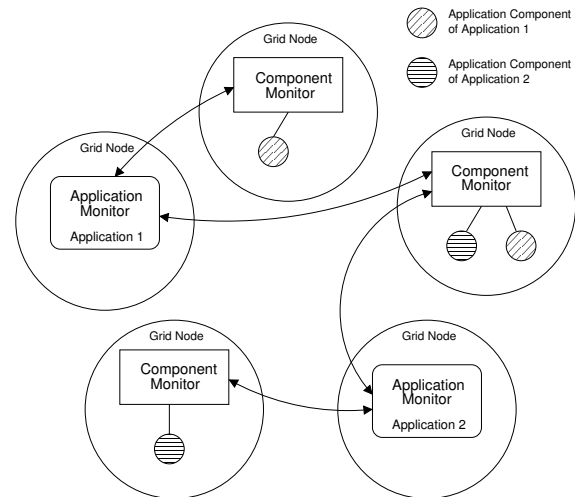 Application Component
of Application 1
Application Component
of Application 2
Grid Node
Component
Monitor
Grid Node
Application
Monitor
Application 1
Grid Node
Component
Monitor
Grid Node
Component
Monitor
Grid Node
Application
Monitor
Application 2